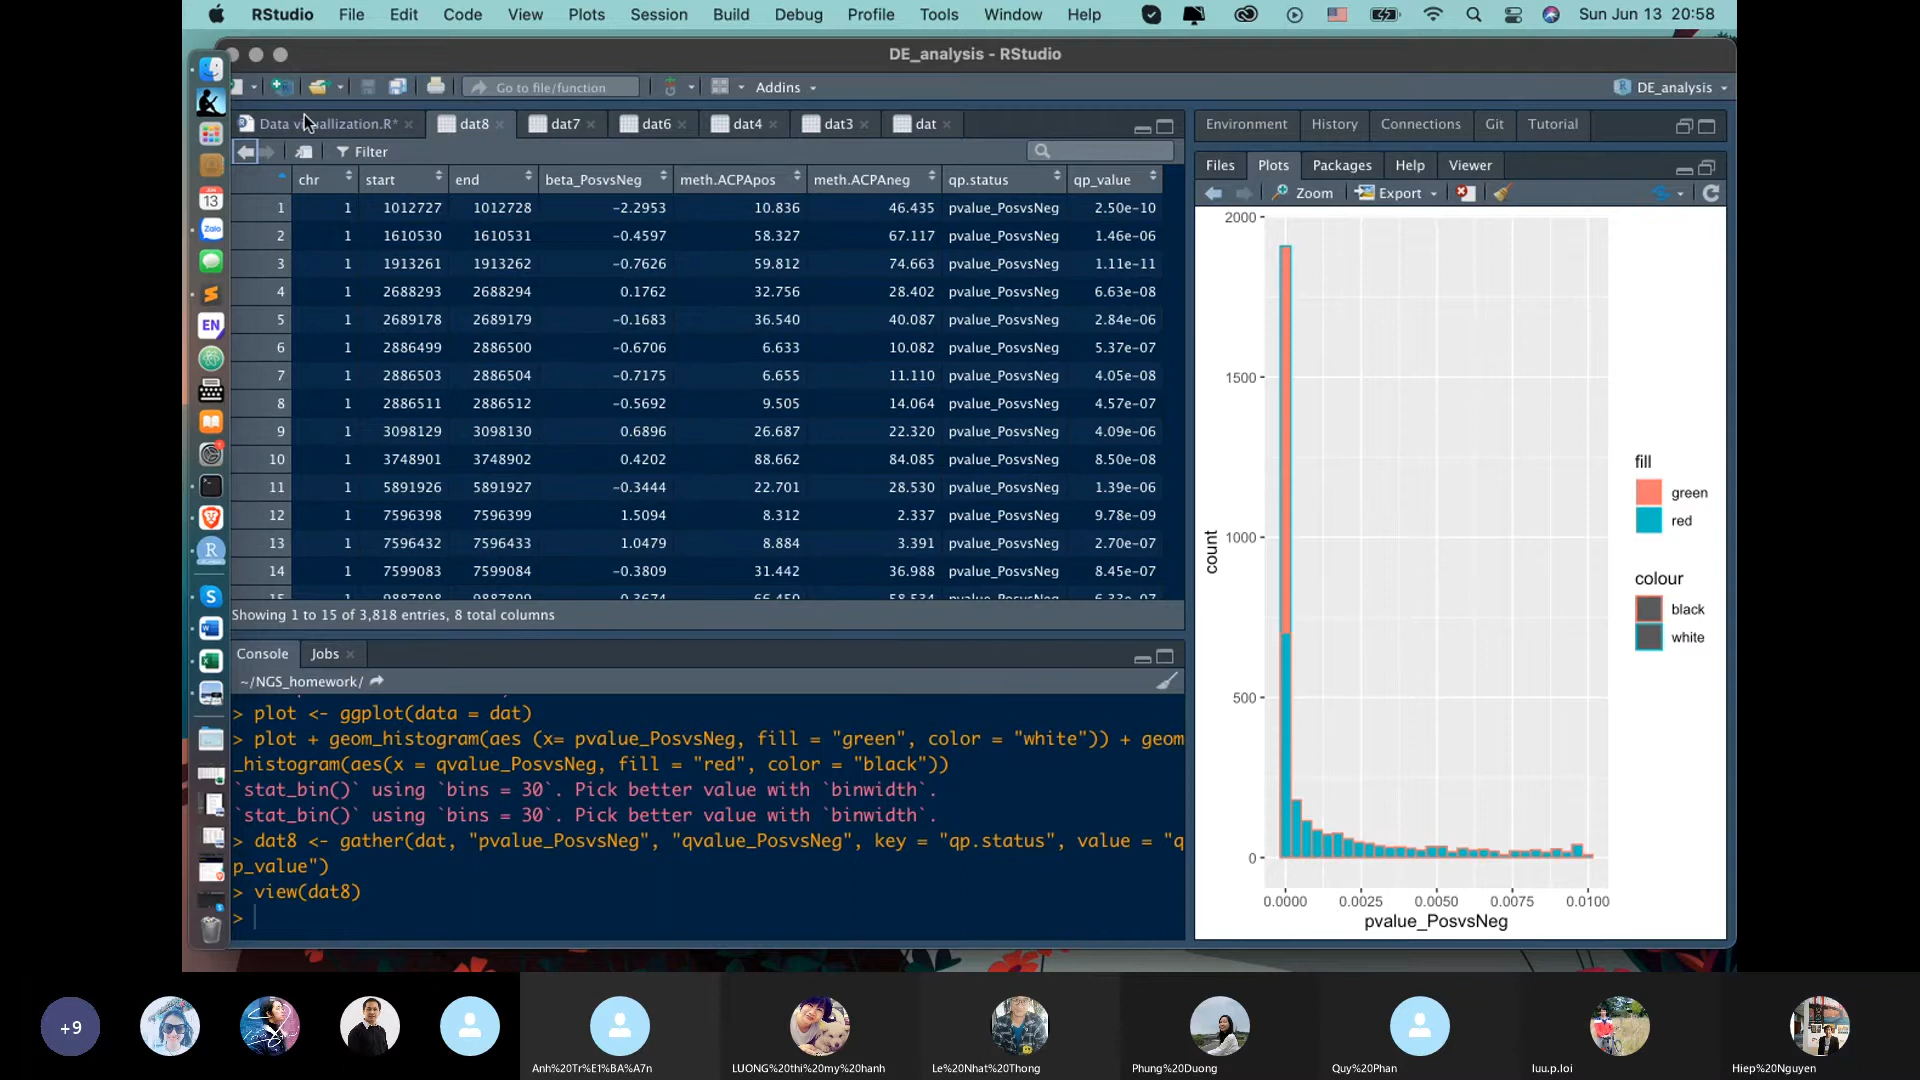 RStudio File Edit Code View Plots Session Build Debug Profile Tools Window Help Sun Jun 13 20:58
DE_analysis - RStudio
Go to file/function Addins DE_analysis
dat8 dat7 dat6 dat4 dat3 dat
Filter
chr start end beta_PosvsNeg meth.ACPApos meth.ACPAneg qp.status qp_value
1 1 1012727 1012728 -2.2953 10.836 46.435 pvalue_PosvsNeg 2.50e-10
2 1 1610530 1610531 -0.4597 58.327 67.117 pvalue_PosvsNeg 1.46e-06
3 1 1913261 1913262 -0.7626 59.812 74.663 pvalue_PosvsNeg 1.11e-11
4 1 2688293 2688294 0.1762 32.756 28.402 pvalue_PosvsNeg 6.63e-08
5 1 2689178 2689179 -0.1683 36.540 40.087 pvalue_PosvsNeg 2.84e-06
6 1 2886499 2886500 -0.6706 6.633 10.082 pvalue_PosvsNeg 5.37e-07
7 1 2886503 2886504 -0.7175 6.655 11.110 pvalue_PosvsNeg 4.05e-08
8 1 2886511 2886512 -0.5692 9.505 14.064 pvalue_PosvsNeg 4.57e-07
9 1 3098129 3098130 0.6896 26.687 22.320 pvalue_PosvsNeg 4.09e-06
10 1 3748901 3748902 0.4202 88.662 84.085 pvalue_PosvsNeg 8.50e-08
11 1 5891926 5891927 -0.3444 22.701 28.530 pvalue_PosvsNeg 1.39e-06
12 1 7596398 7596399 1.5094 8.312 2.337 pvalue_PosvsNeg 9.78e-09
13 1 7596432 7596433 1.0479 8.884 3.391 pvalue_PosvsNeg 2.70e-07
14 1 7599083 7599084 -0.3809 31.442 36.988 pvalue_PosvsNeg 8.45e-07
Showing 1 to 15 of 3,818 entries, 8 total columns
Console Jobs
~/NGS_homework/
> plot <- ggplot(data = dat)
> plot + geom_histogram(aes (x= pvalue_PosvsNeg, fill = "green", color = "white")) + geom
_histogram(aes(x = qvalue_PosvsNeg, fill = "red", color = "black"))
`stat_bin()` using `bins = 30`. Pick better value with `binwidth`.
`stat_bin()` using `bins = 30`. Pick better value with `binwidth`.
> dat8 <- gather(dat, "pvalue_PosvsNeg", "qvalue_PosvsNeg", key = "qp.status", value = "q
p_value")
> view(dat8)
>
Environment History Connections Git Tutorial
Files Plots Packages Help Viewer
Zoom Export
2000
1500
1000
500
0
count
0.0000 0.0025 0.0050 0.0075 0.0100
pvalue_PosvsNeg
fill
green
red
colour
black
white
13
Zalo
EN
+9
Anh%20Tr%E1%BA%A7n LUONG%20thi%20my%20hanh Le%20Nhat%20Thong Phung%20Duong Quy%20Phan luu.p.loi Hiep%20Nguyen